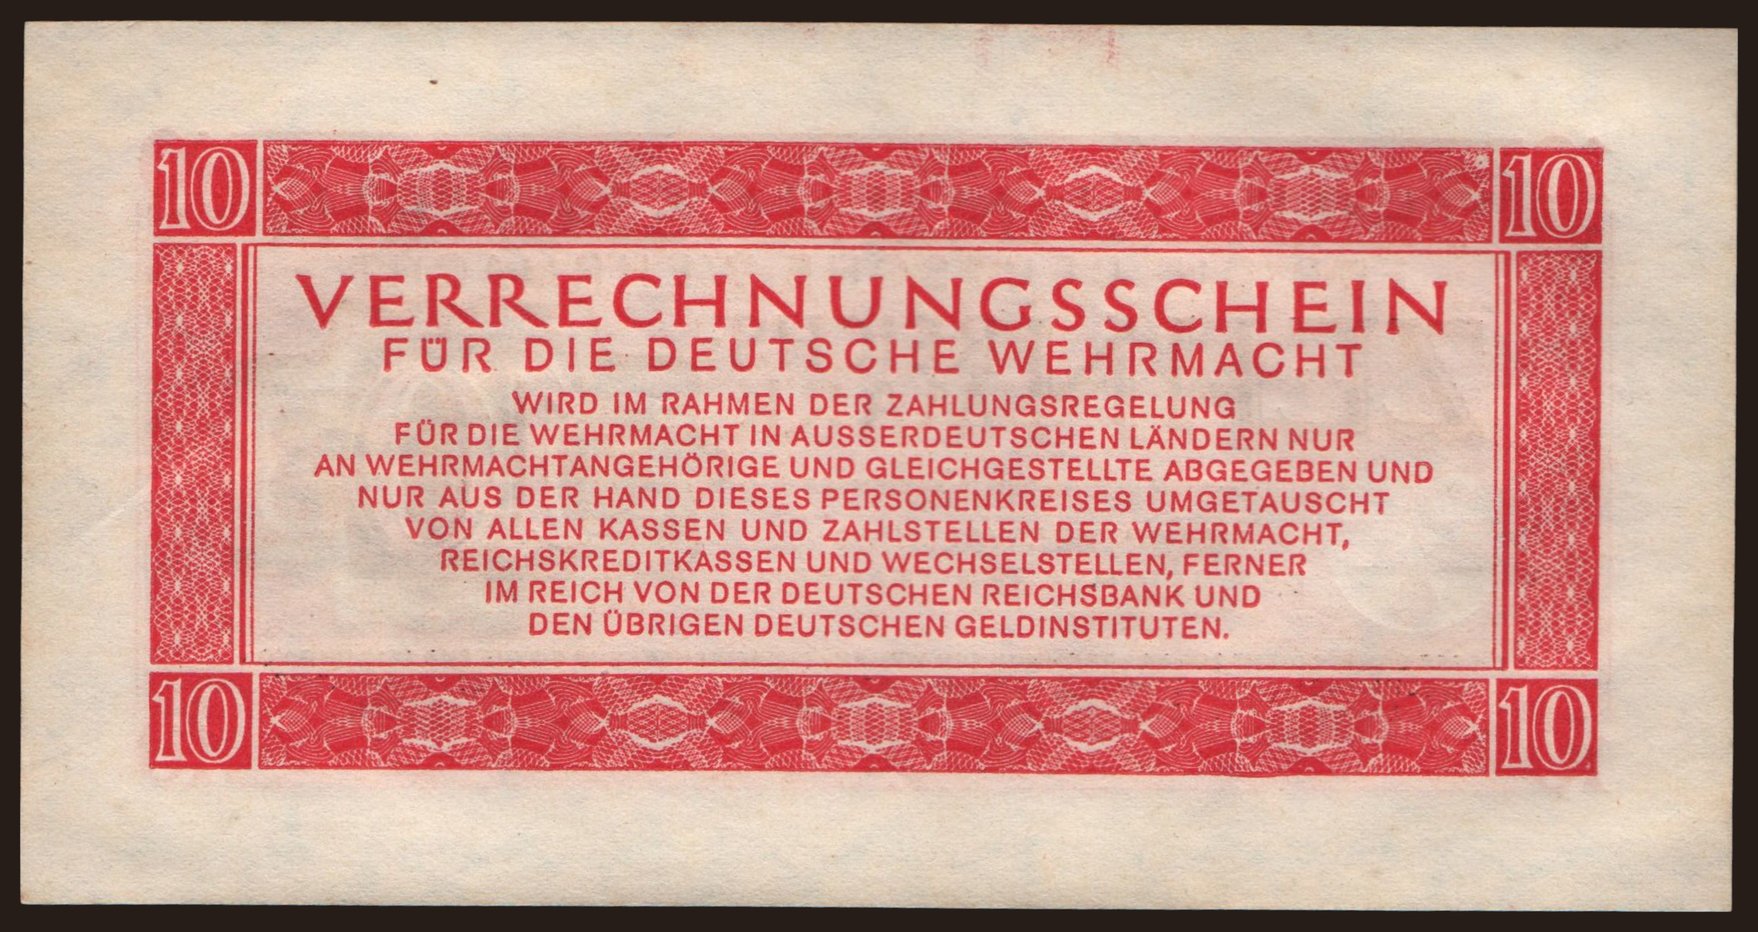 10 10
VERRECHNUNGSSCHEIN
FÜR DIE DEUTSCHE WEHRMACHT
WIRD IM RAHMEN DER ZAHLUNGSREGELUNG
FÜR DIE WEHRMACHT IN AUSSERDEUTSCHEN LÄNDERN NUR
AN WEHRMACHTANGEHÖRIGE UND GLEICHGESTELLTE ABGEGEBEN UND
NUR AUS DER HAND DIESES PERSONENKREISES UMGETAUSCHT
VON ALLEN KASSEN UND ZAHLSTELLEN DER WEHRMACHT,
REICHSKREDITKASSEN UND WECHSELSTELLEN, FERNER
IM REICH VON DER DEUTSCHEN REICHSBANK UND
DEN ÜBRIGEN DEUTSCHEN GELDINSTITUTEN.
10 10